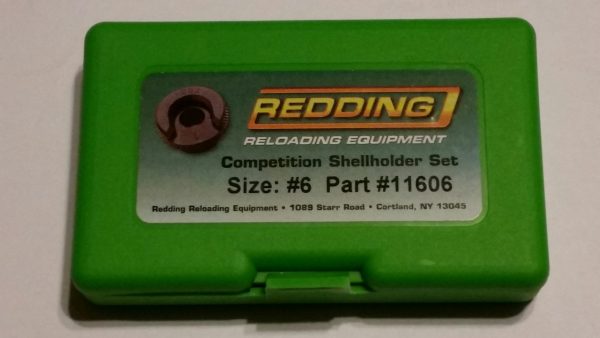 REDDING
RELOADING EQUIPMENT
Competition Shellholder Set
Size: #6 Part #11606
Redding Reloading Equipment • 1089 Starr Road • Cortland, NY 13045